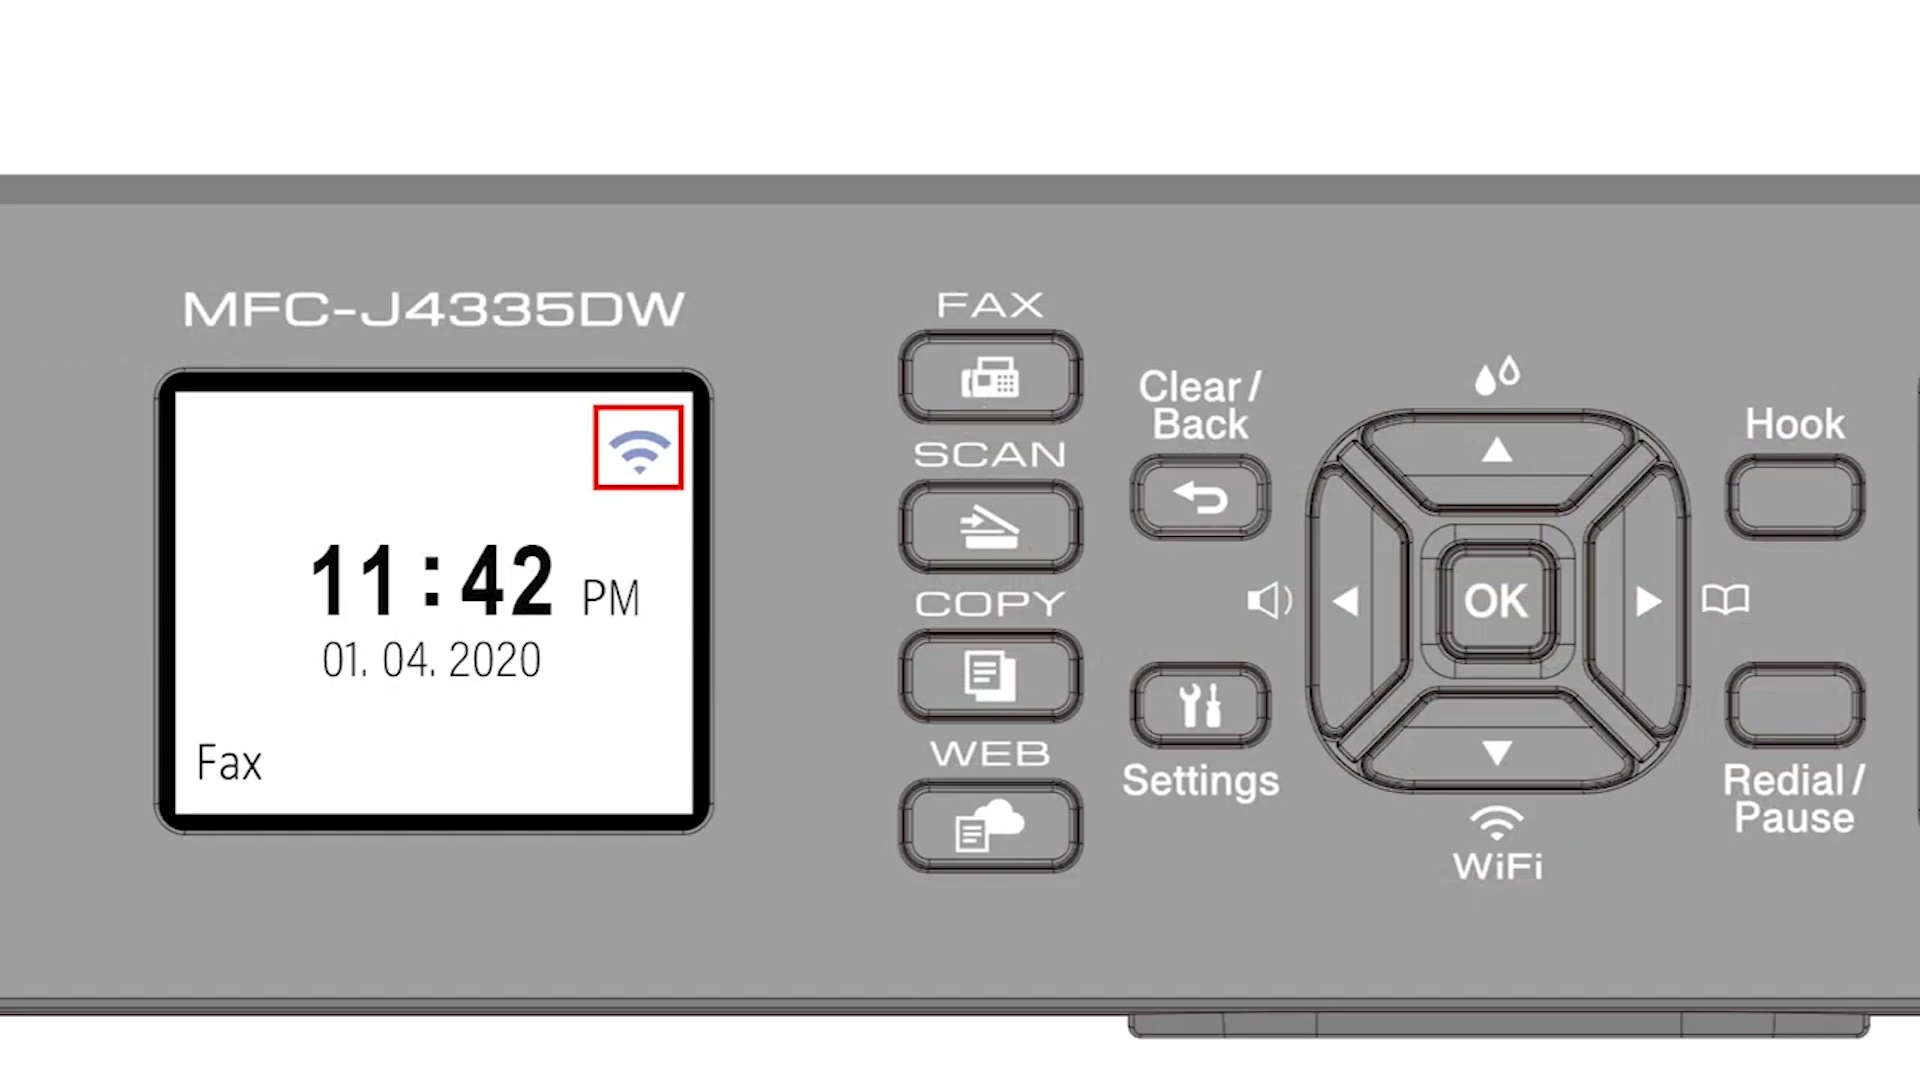 MFC-J4335DW
11:42 PM
01. 04. 2020
Fax
FAX
SCAN
COPY
WEB
Clear /
Back
Settings
OK
WiFi
Hook
Redial /
Pause